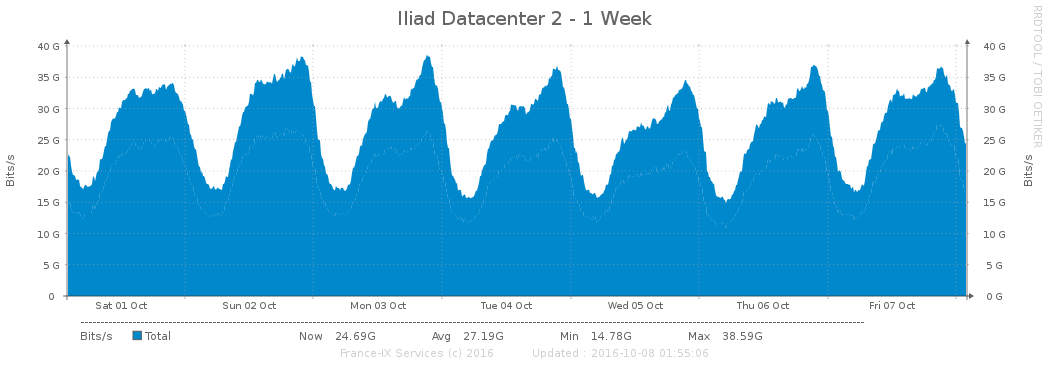 Iliad Datacenter 2 - 1 Week
RRDTOOL / TOBI OETIKER
Bits/s
40 G
35 G
30 G
25 G
20 G
15 G
10 G
5 G
0
40 G
35 G
30 G
25 G
20 G
15 G
10 G
5 G
0 G
Bits/s
Sat 01 Oct Sun 02 Oct Mon 03 Oct Tue 04 Oct Wed 05 Oct Thu 06 Oct Fri 07 Oct
Bits/s Total Now 24.69G Avg 27.19G Min 14.78G Max 38.59G
France-IX Services (c) 2016 Updated : 2016-10-08 01:55:06